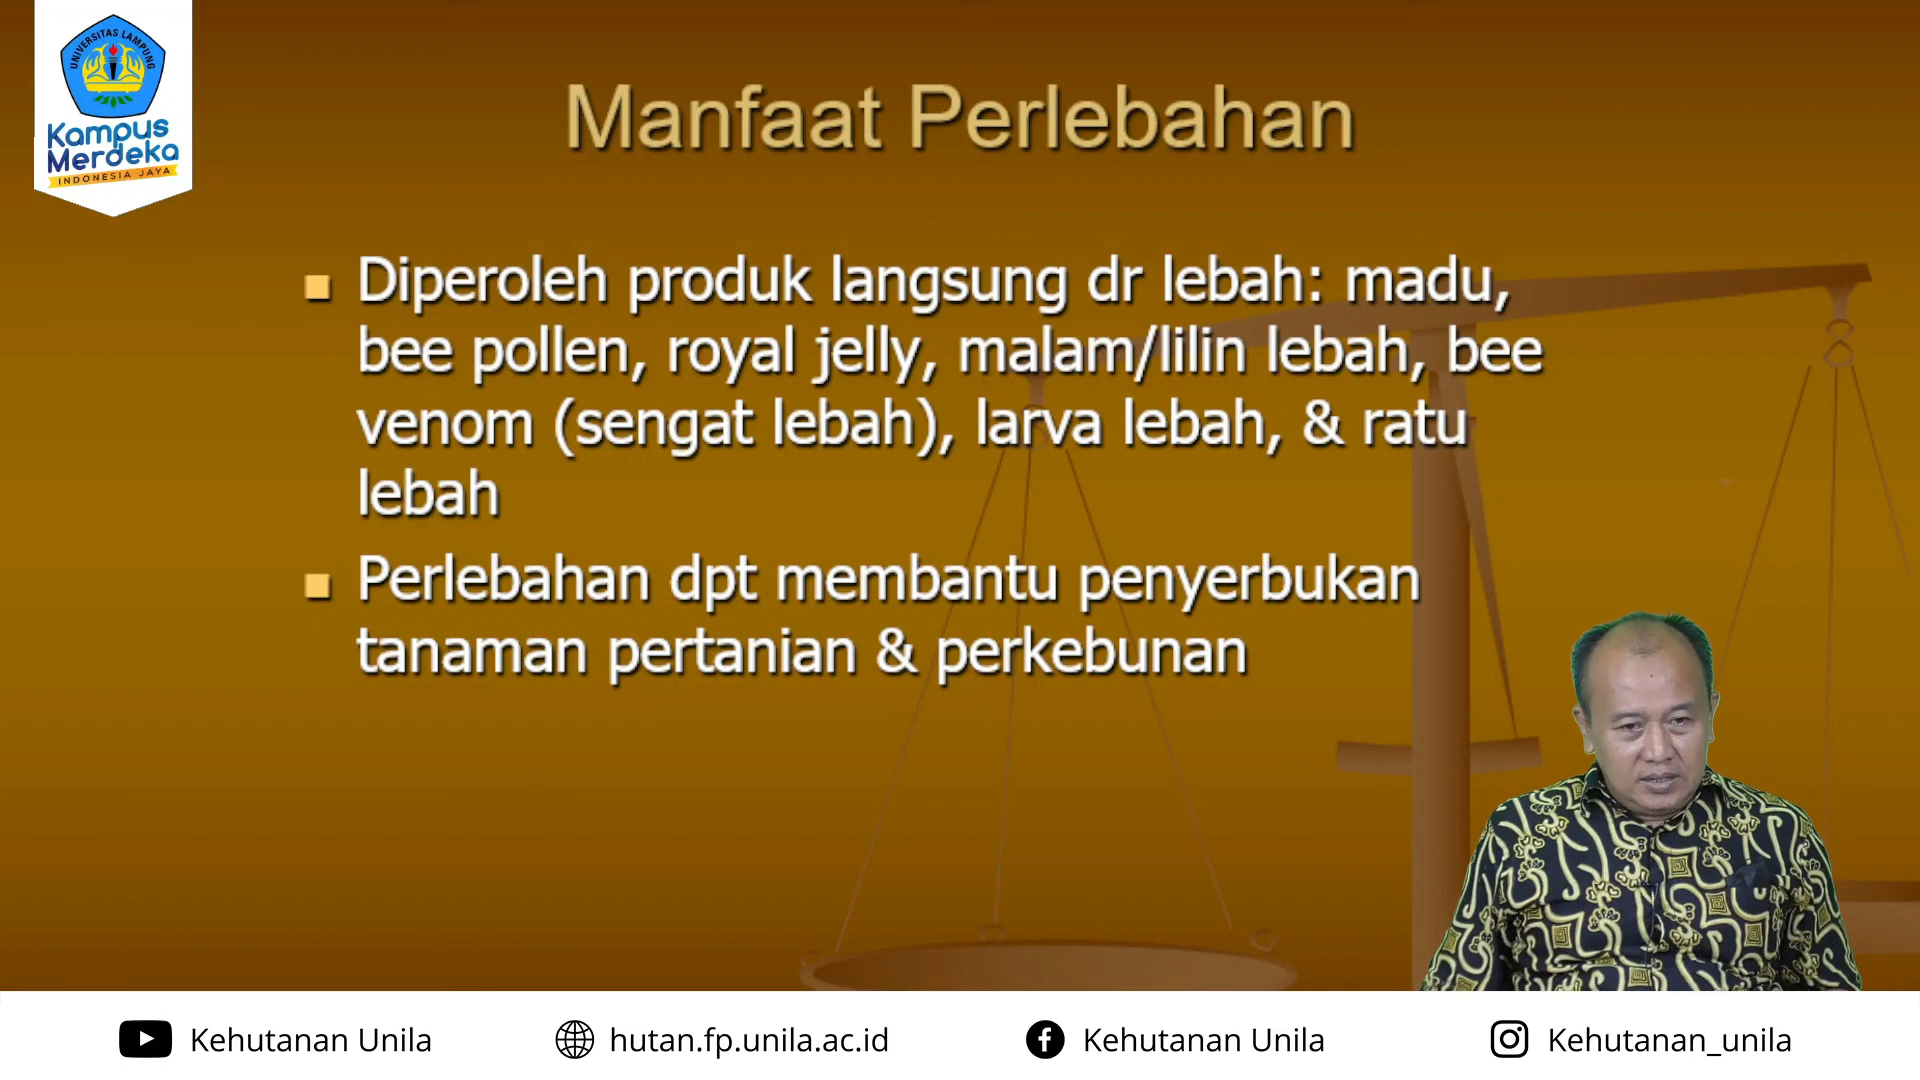 UNIVERSITAS LAMPUNG
Kampus
Merdeka
INDONESIA JAYA
Manfaat Perlebahan
Diperoleh produk langsung dr lebah: madu,
bee pollen, royal jelly, malam/lilin lebah, bee
venom (sengat lebah), larva lebah, & ratu
lebah
Perlebahan dpt membantu penyerbukan
tanaman pertanian & perkebunan
Kehutanan Unila
hutan.fp.unila.ac.id
Kehutanan Unila
Kehutanan_unila